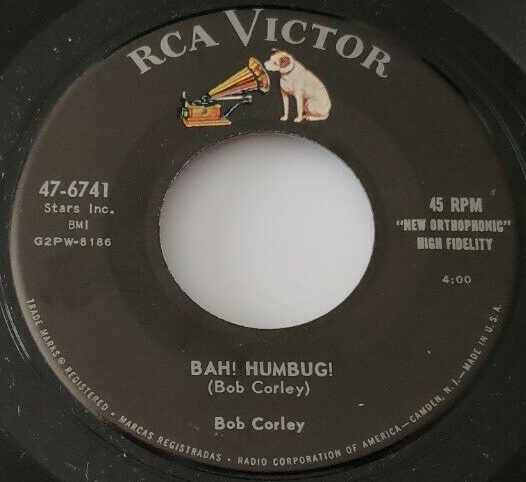 RCA VICTOR
47-6741
Stars Inc.
BMI
G2PW-8186
45 RPM
"NEW ORTHOPHONIC"
HIGH FIDELITY
4:00
BAH! HUMBUG!
(Bob Corley)
Bob Corley
TRADE MARKS ® REGISTERED • MARCAS REGISTRADAS • RADIO CORPORATION OF AMERICA—CAMDEN, N.J.—MADE IN U.S.A.